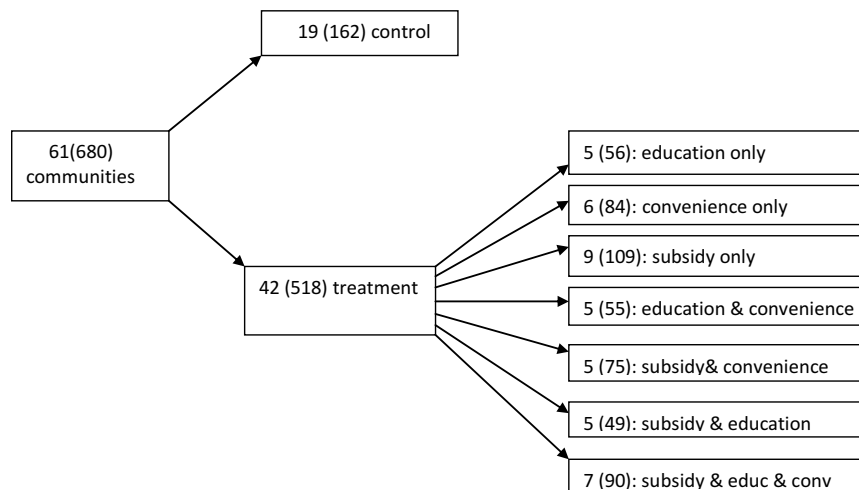 19 (162) control
61(680)
communities
5 (56): education only
6 (84): convenience only
9 (109): subsidy only
42 (518) treatment
5 (55): education & convenience
5 (75): subsidy& convenience
5 (49): subsidy & education
7 (90): subsidy & educ & conv